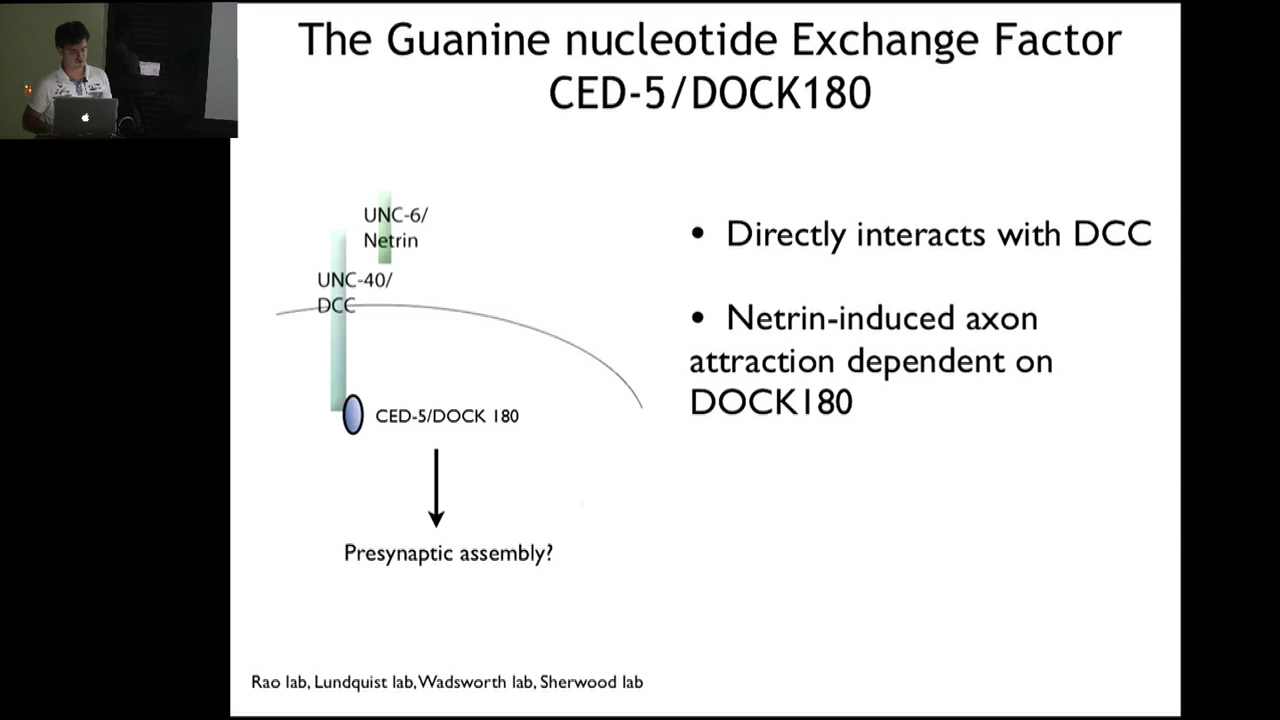 The Guanine nucleotide Exchange Factor
CED-5/DOCK180
UNC-6/
Netrin
UNC-40/
DCC
CED-5/DOCK 180
Presynaptic assembly?
• Directly interacts with DCC
• Netrin-induced axon
attraction dependent on
DOCK180
Rao lab, Lundquist lab, Wadsworth lab, Sherwood lab